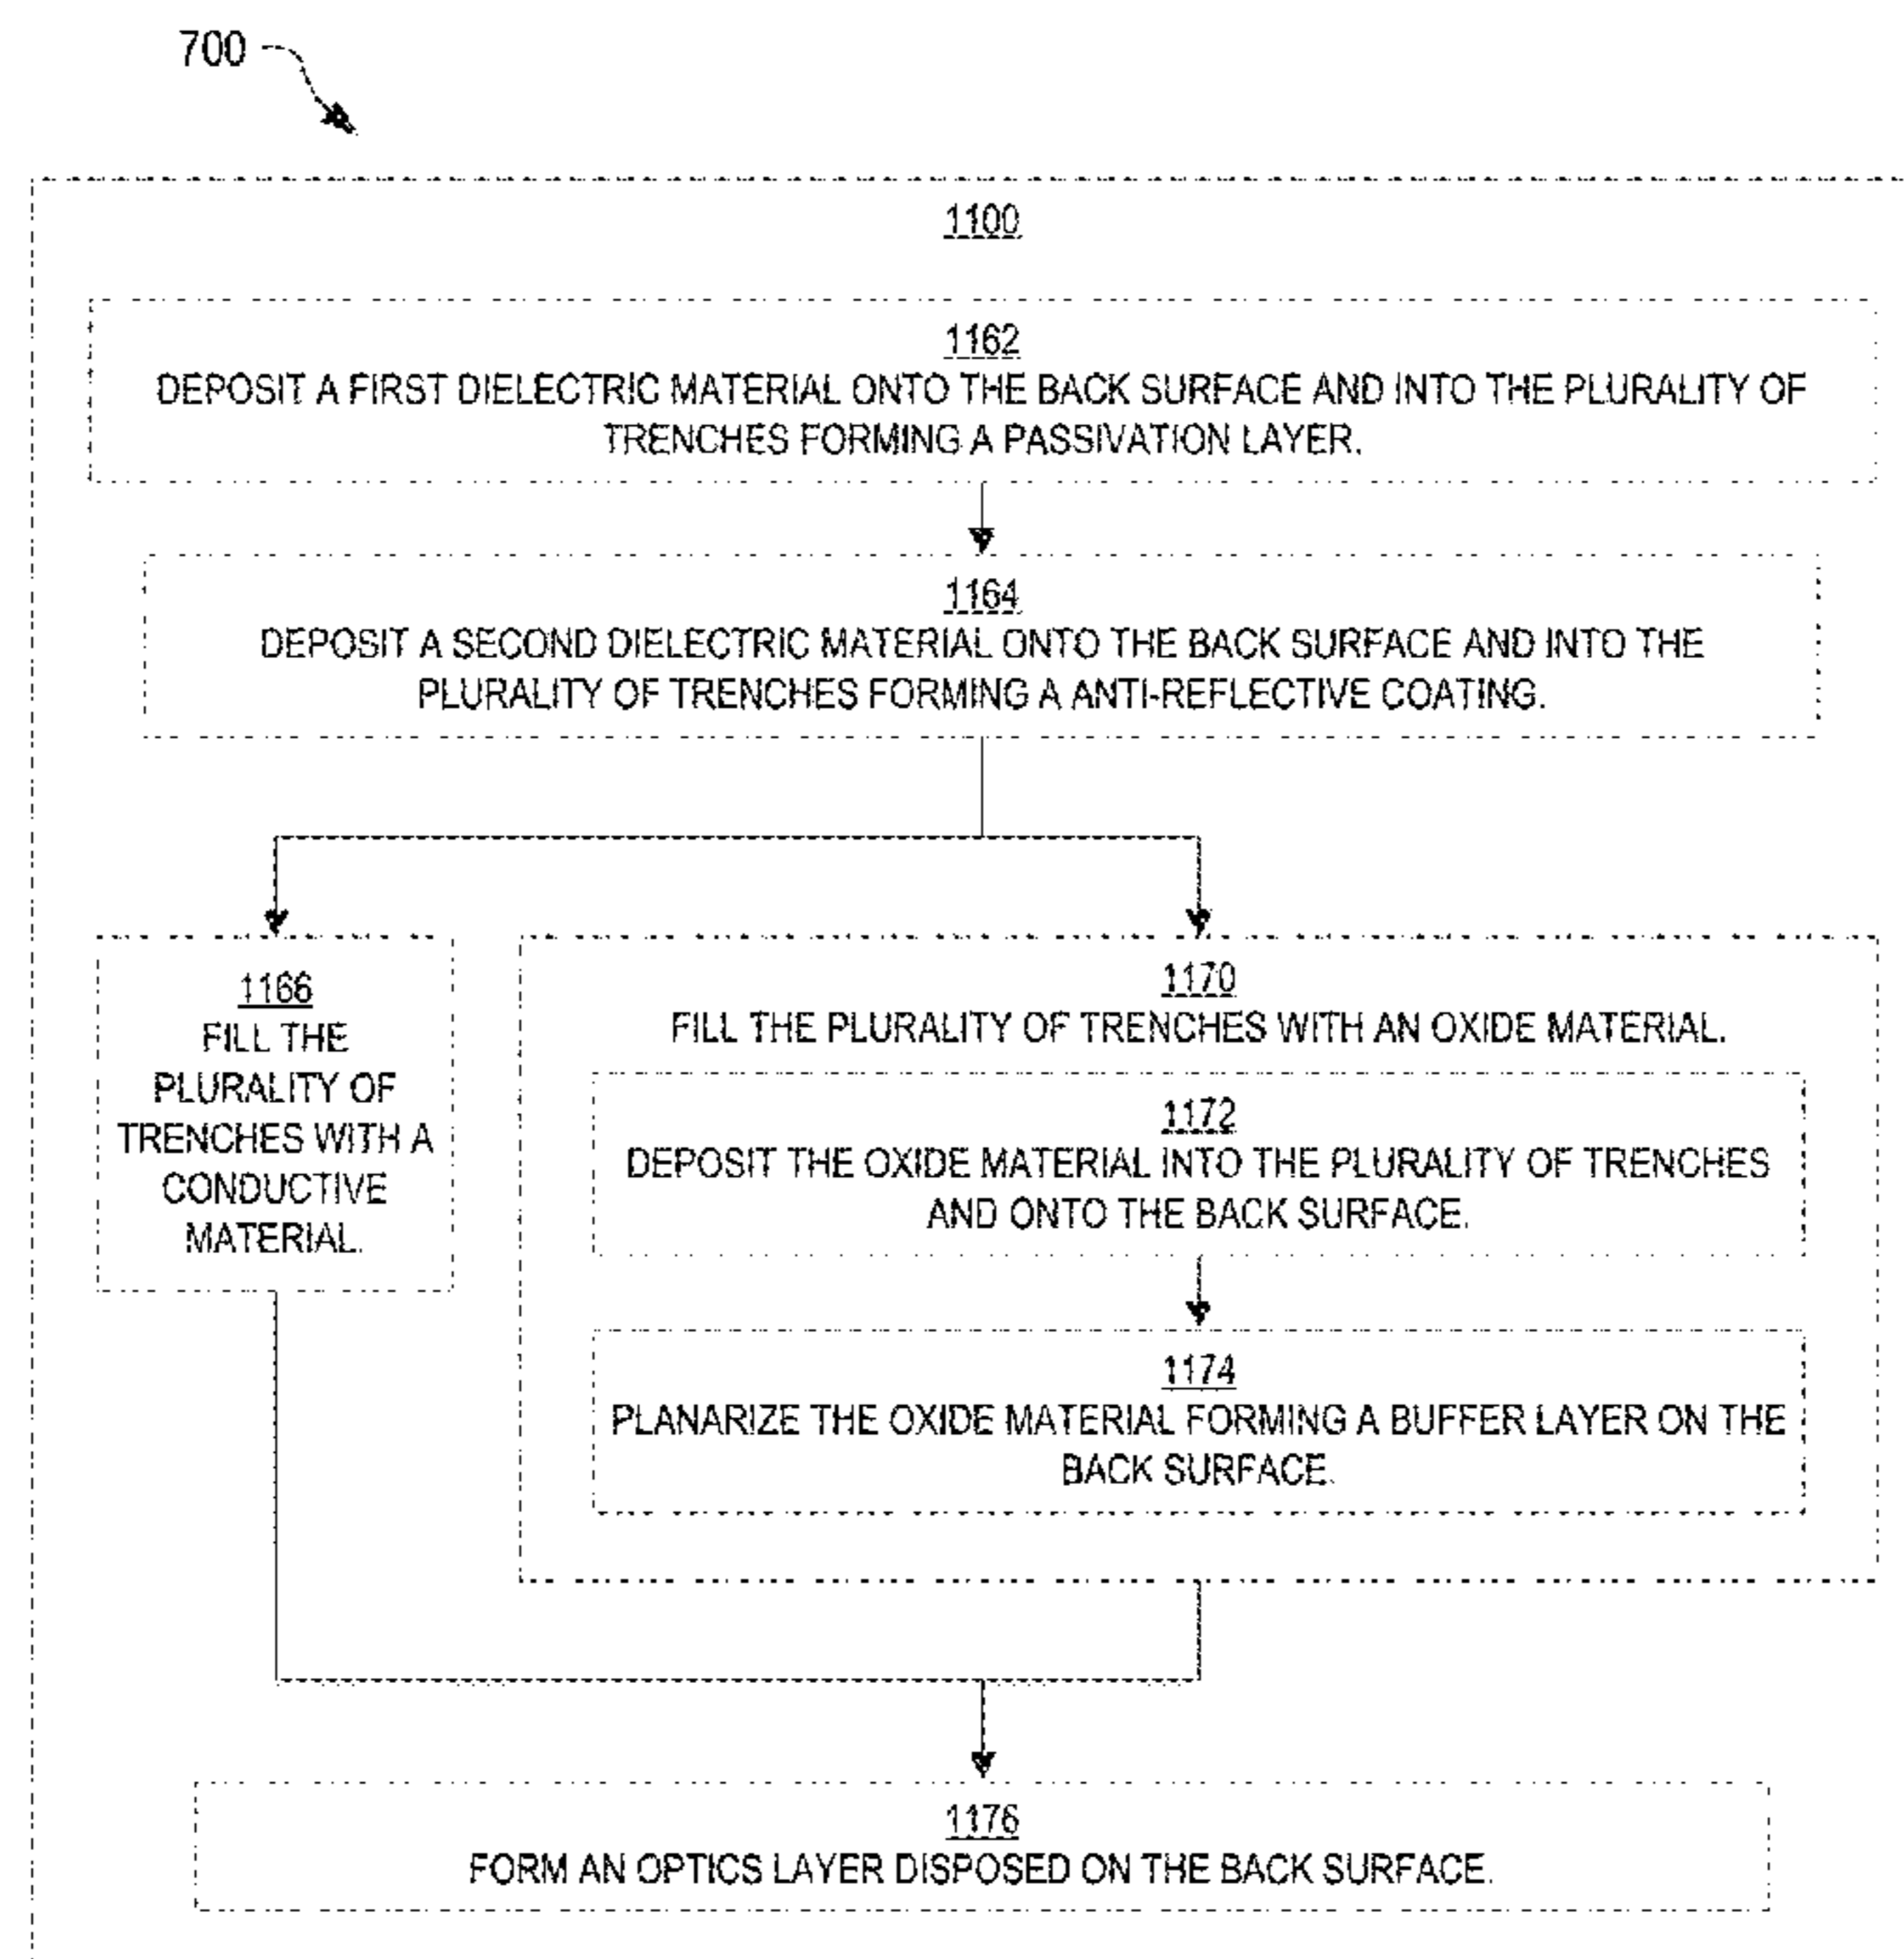 700
1100
1162
DEPOSIT A FIRST DIELECTRIC MATERIAL ONTO THE BACK SURFACE AND INTO THE PLURALITY OF
TRENCHES FORMING A PASSIVATION LAYER.
1164
DEPOSIT A SECOND DIELECTRIC MATERIAL ONTO THE BACK SURFACE AND INTO THE
PLURALITY OF TRENCHES FORMING A ANTI-REFLECTIVE COATING.
1166
FILL THE
PLURALITY OF
TRENCHES WITH A
CONDUCTIVE
MATERIAL.
1170
FILL THE PLURALITY OF TRENCHES WITH AN OXIDE MATERIAL.
1172
DEPOSIT THE OXIDE MATERIAL INTO THE PLURALITY OF TRENCHES
AND ONTO THE BACK SURFACE.
1174
PLANARIZE THE OXIDE MATERIAL FORMING A BUFFER LAYER ON THE
BACK SURFACE.
1176
FORM AN OPTICS LAYER DISPOSED ON THE BACK SURFACE.